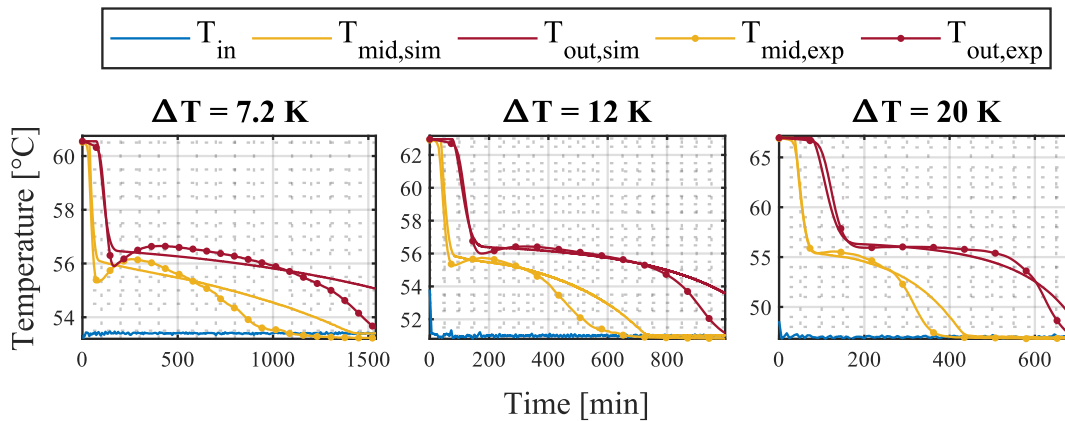 T_in T_mid,sim T_out,sim T_mid,exp T_out,exp
ΔT = 7.2 K ΔT = 12 K ΔT = 20 K
Temperature [°C]
60
58
56
54
0 500 1000 1500
62
60
58
56
54
52
0 200 400 600 800
65
60
55
50
0 200 400 600
Time [min]